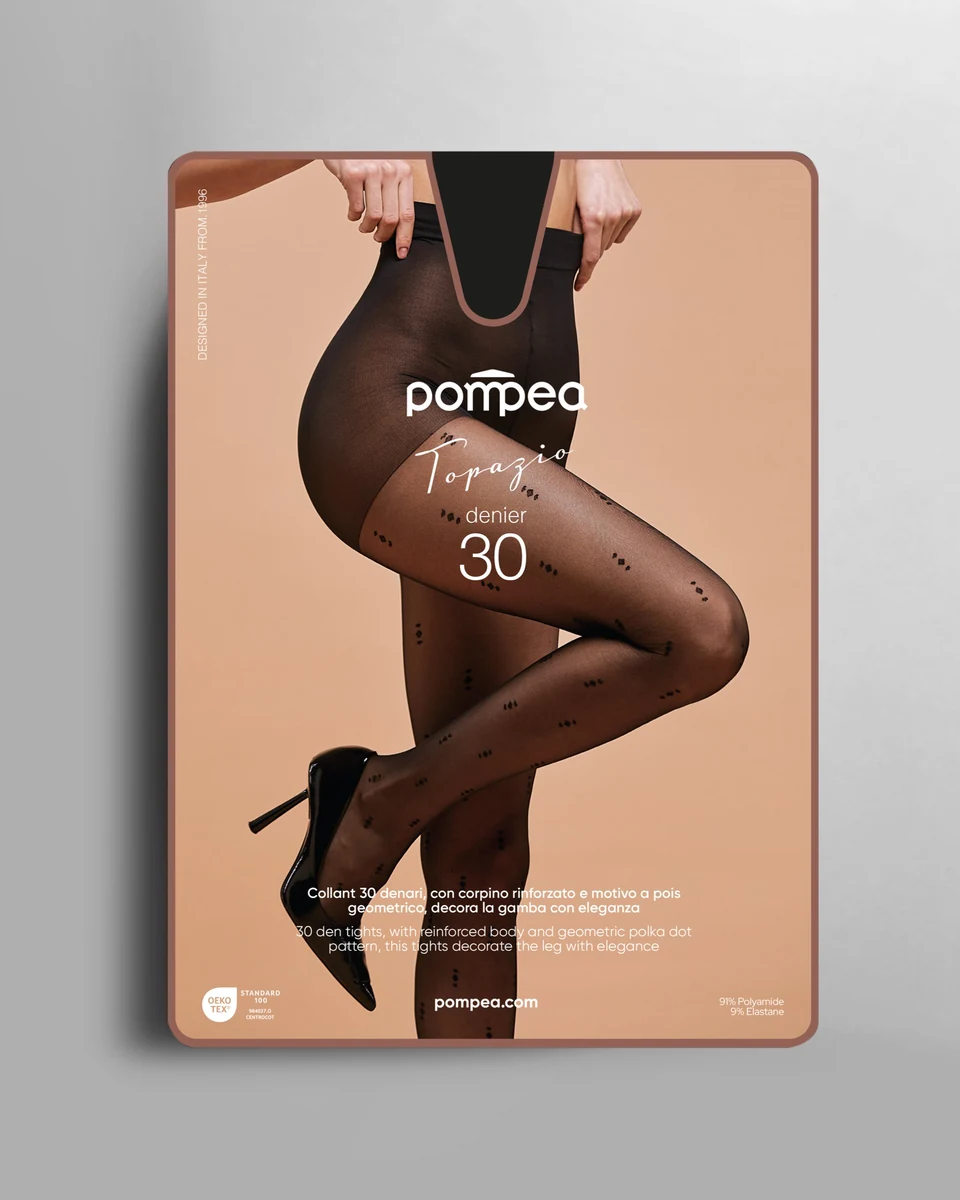 DESIGNED IN ITALY FROM 1996
pompea
Topazio
denier
30
Collant 30 denari, con corpino rinforzato e motivo a pois
geometrico, decora la gamba con eleganza
30 den tights, with reinforced body and geometric polka dot
pattern, this tights decorate the leg with elegance
OEKO
TEX®
STANDARD
100
CENTROCOT
pompea.com
91% Polyamide
9% Elastane